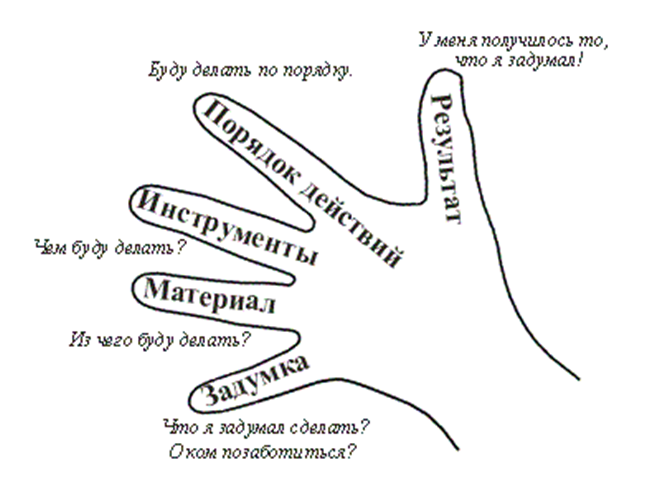 У меня получилось то,
что я задумал!
Буду делать по порядку.
Результат
Порядок действий
Инструменты
Чем буду делать?
Материал
Из чего буду делать?
Задумка
Что я задумал сделать?
О ком позаботиться?